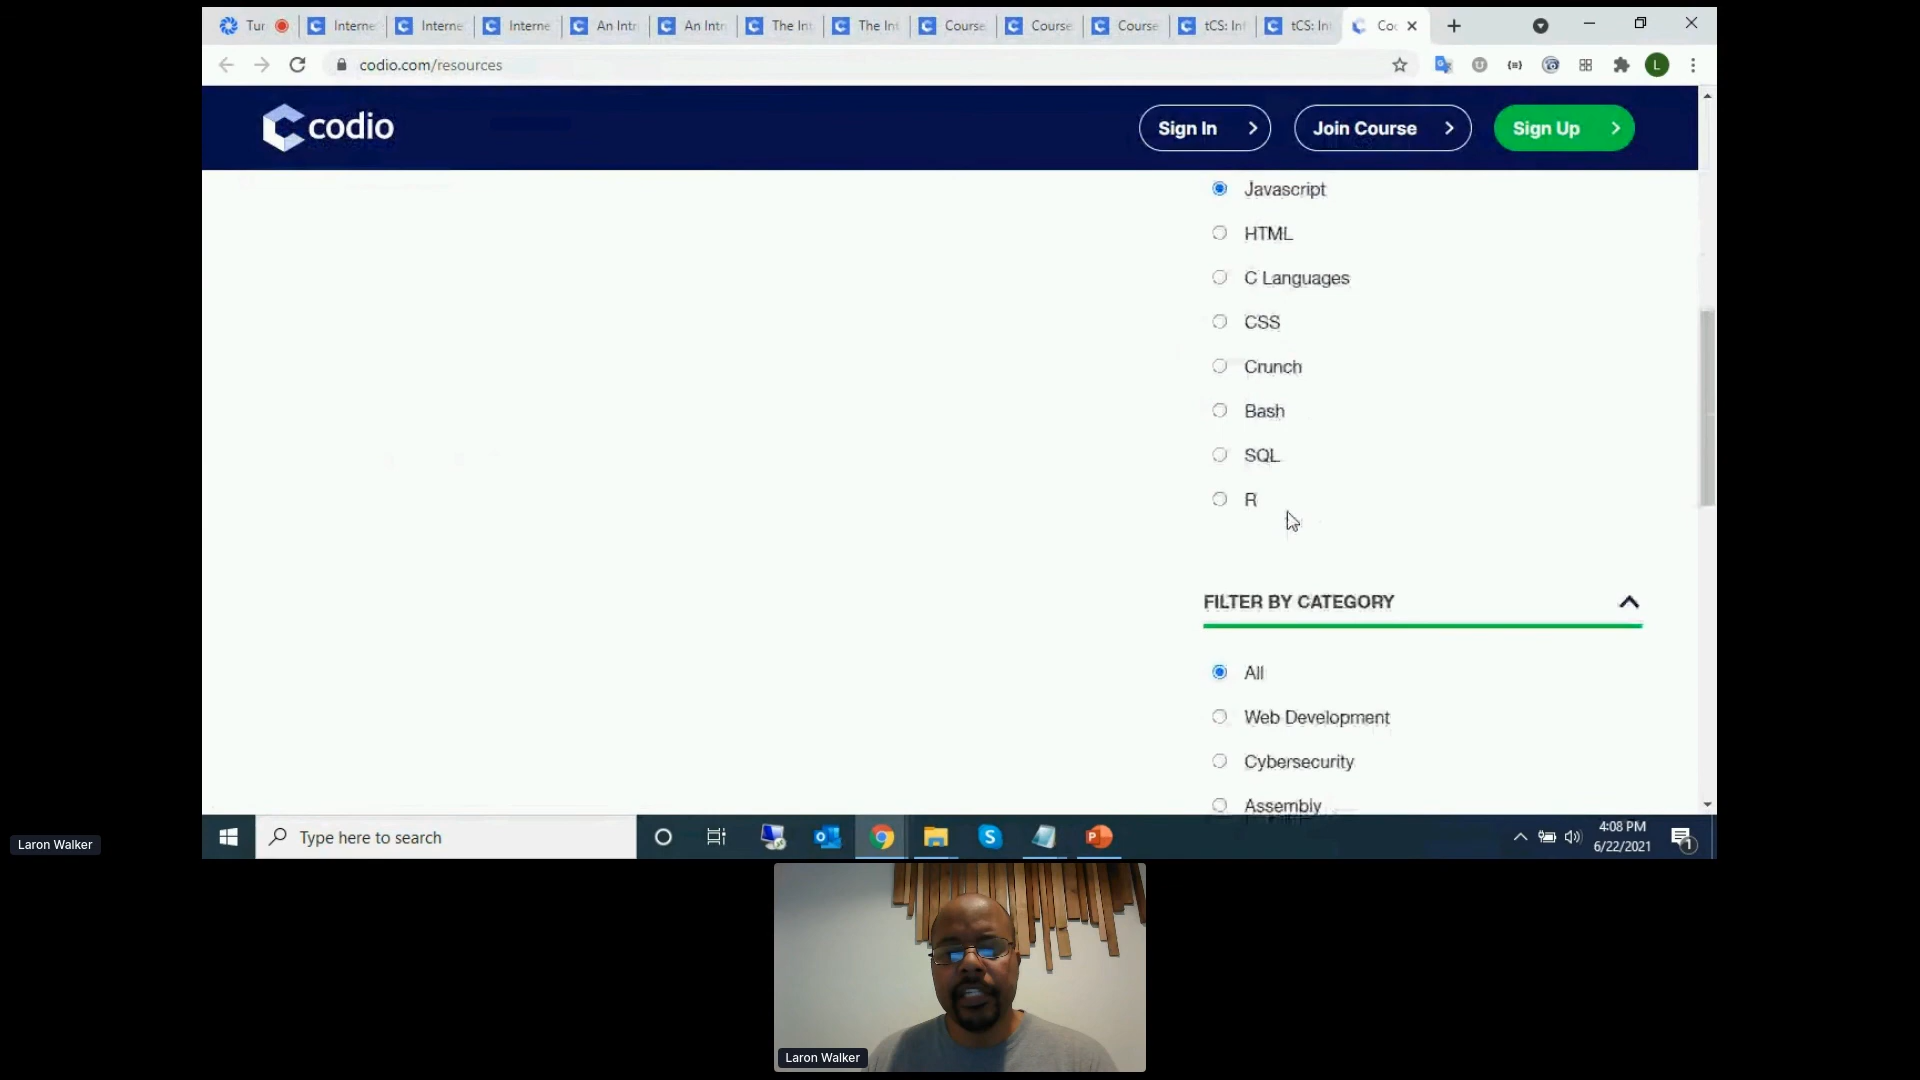 Tur
Interne
Interne
Interne
An Intr
An Intr
The In
The In
Course
Course
Course
tCS: In
tCS: In
Coc
codio.com/resources
L
codio
Sign In
Join Course
Sign Up
Javascript
HTML
C Languages
CSS
Crunch
Bash
SQL
R
FILTER BY CATEGORY
All
Web Development
Cybersecurity
Assembly
Type here to search
4:08 PM
6/22/2021
1
Laron Walker
Laron Walker